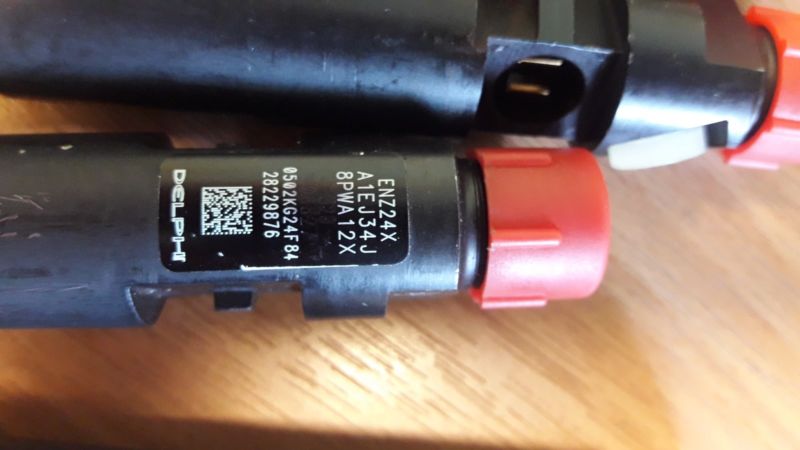 ENZ24X
A1EJ34J
8PWA12X
0502KG24F84
28229876
DELPHI